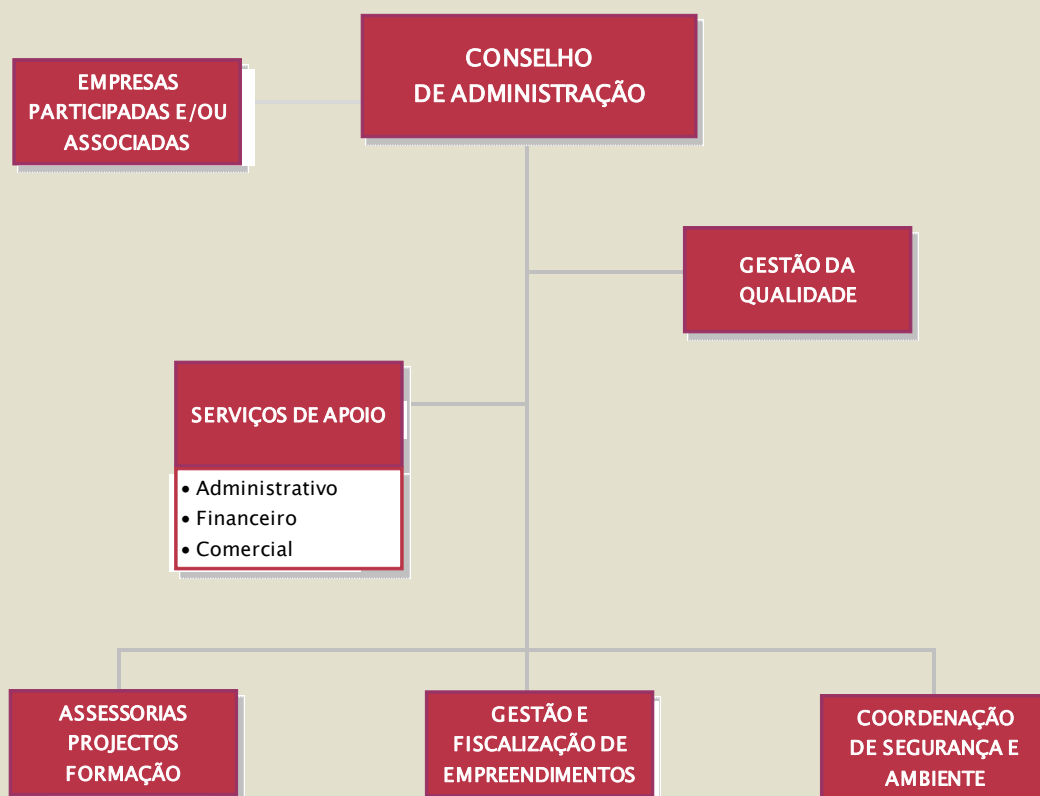 CONSELHO
DE ADMINISTRAÇÃO
EMPRESAS
PARTICIPADAS E/OU
ASSOCIADAS
GESTÃO DA
QUALIDADE
SERVIÇOS DE APOIO
• Administrativo
• Financeiro
• Comercial
ASSESSORIAS
PROJECTOS
FORMAÇÃO
GESTÃO E
FISCALIZAÇÃO DE
EMPREENDIMENTOS
COORDENAÇÃO
DE SEGURANÇA E
AMBIENTE